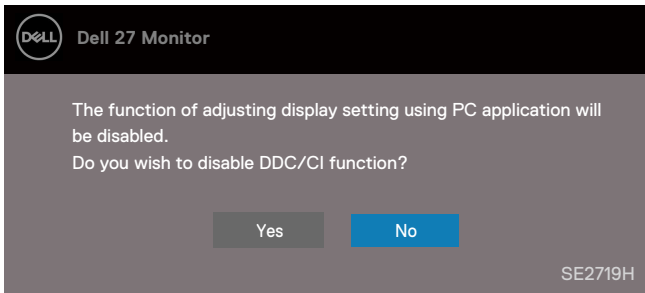 DELL Dell 27 Monitor
The function of adjusting display setting using PC application will
be disabled.
Do you wish to disable DDC/CI function?
Yes No
SE2719H